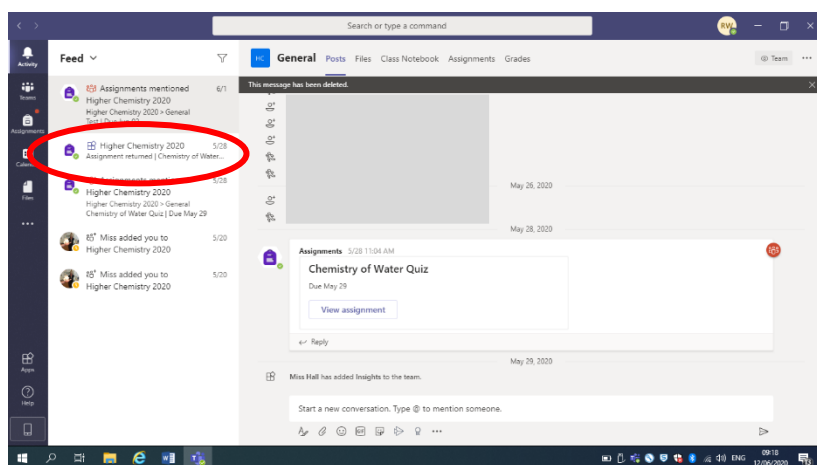 Search or type a command
RW
Activity
Teams
Assignments
Files
Apps
Help
Feed
Assignments mentioned 6/1
Higher Chemistry 2020
Higher Chemistry 2020 > General
Higher Chemistry 2020 5/28
Assignment returned | Chemistry of Water...
5/28
Higher Chemistry 2020
Higher Chemistry 2020 > General
Chemistry of Water Quiz | Due May 29
Miss added you to 5/20
Higher Chemistry 2020
Miss added you to 5/20
Higher Chemistry 2020
HC General Posts Files Class Notebook Assignments Grades
Team
This message has been deleted.
May 26, 2020
May 28, 2020
Assignments 5/28 11:04 AM
Chemistry of Water Quiz
Due May 29
View assignment
Reply
May 29, 2020
Miss Hall has added Insights to the team.
Start a new conversation. Type @ to mention someone.
GIF
ENG
09:18
12/06/2020